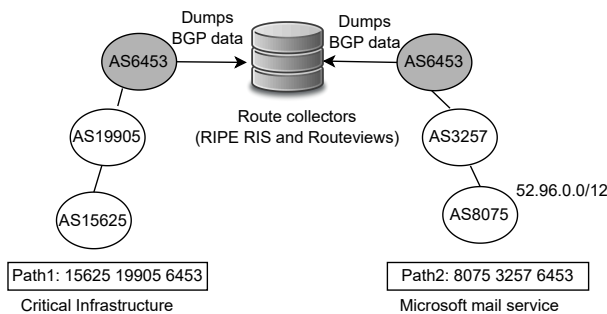 Dumps
BGP data
Dumps
BGP data
AS6453
AS6453
Route collectors
(RIPE RIS and Routeviews)
AS19905
AS3257
AS15625
AS8075
52.96.0.0/12
Path1: 15625 19905 6453
Path2: 8075 3257 6453
Critical Infrastructure
Microsoft mail service